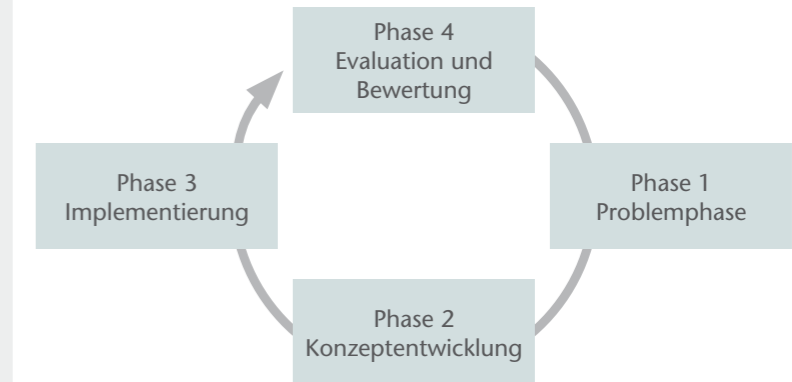 Phase 4
Evaluation und
Bewertung
Phase 3
Implementierung
Phase 1
Problemphase
Phase 2
Konzeptentwicklung